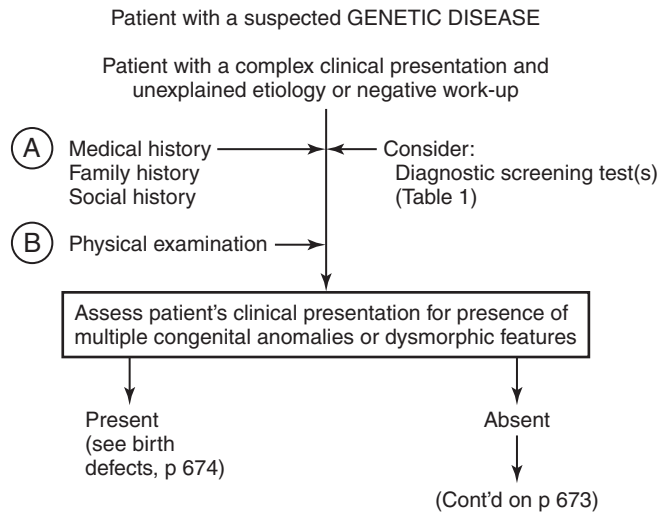 Patient with a suspected GENETIC DISEASE
Patient with a complex clinical presentation and
unexplained etiology or negative work-up
A
Medical history
Family history
Social history
Consider:
Diagnostic screening test(s)
(Table 1)
B
Physical examination
Assess patient’s clinical presentation for presence of
multiple congenital anomalies or dysmorphic features
Present
(see birth
defects, p 674)
Absent
(Cont’d on p 673)